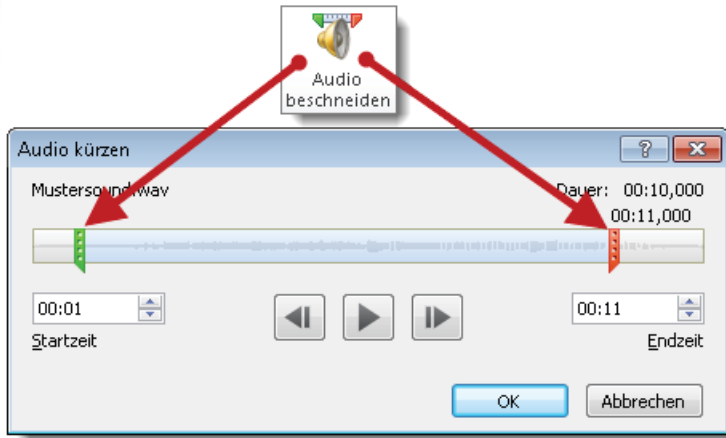 Audio
beschneiden
Audio kürzen
Mustersound.wav
Dauer: 00:10,000
00:11,000
00:01
00:11
Startzeit
Endzeit
OK
Abbrechen